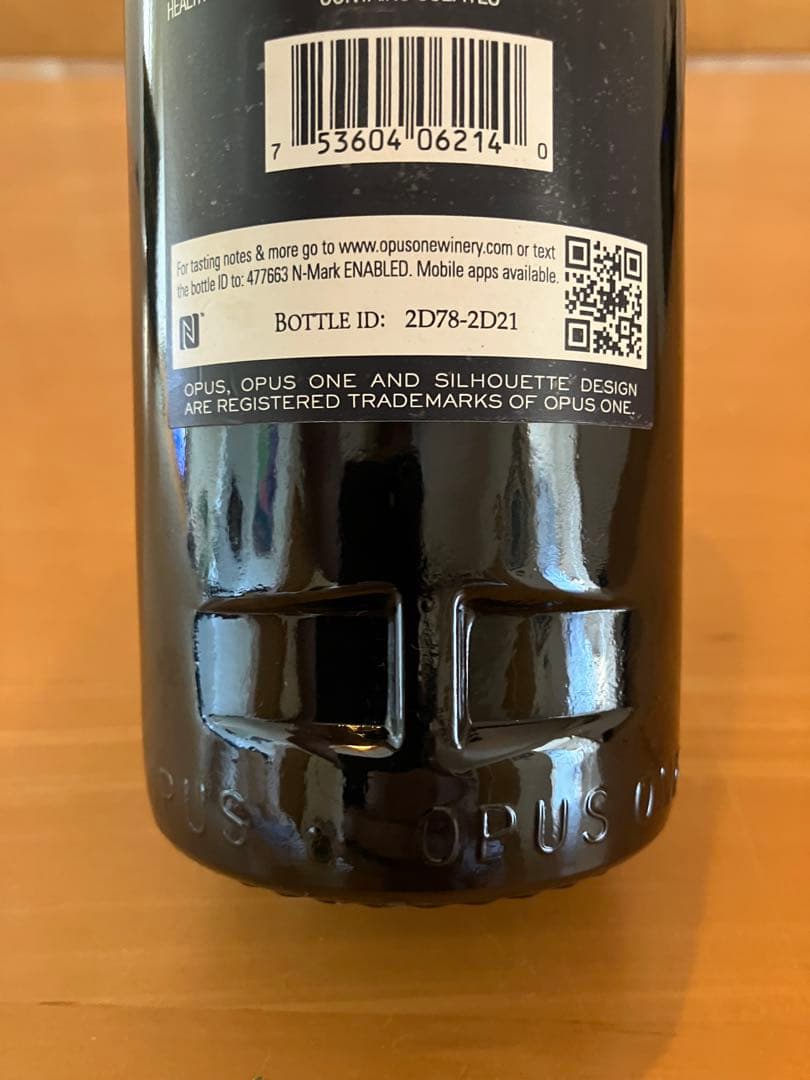 7 53604 06214 0
For tasting notes & more go to www.opusonewinery.com or text
the bottle ID to: 477663 N-Mark ENABLED. Mobile apps available.
N™ BOTTLE ID: 2D78-2D21
OPUS, OPUS ONE AND SILHOUETTE DESIGN
ARE REGISTERED TRADEMARKS OF OPUS ONE.
OPUS